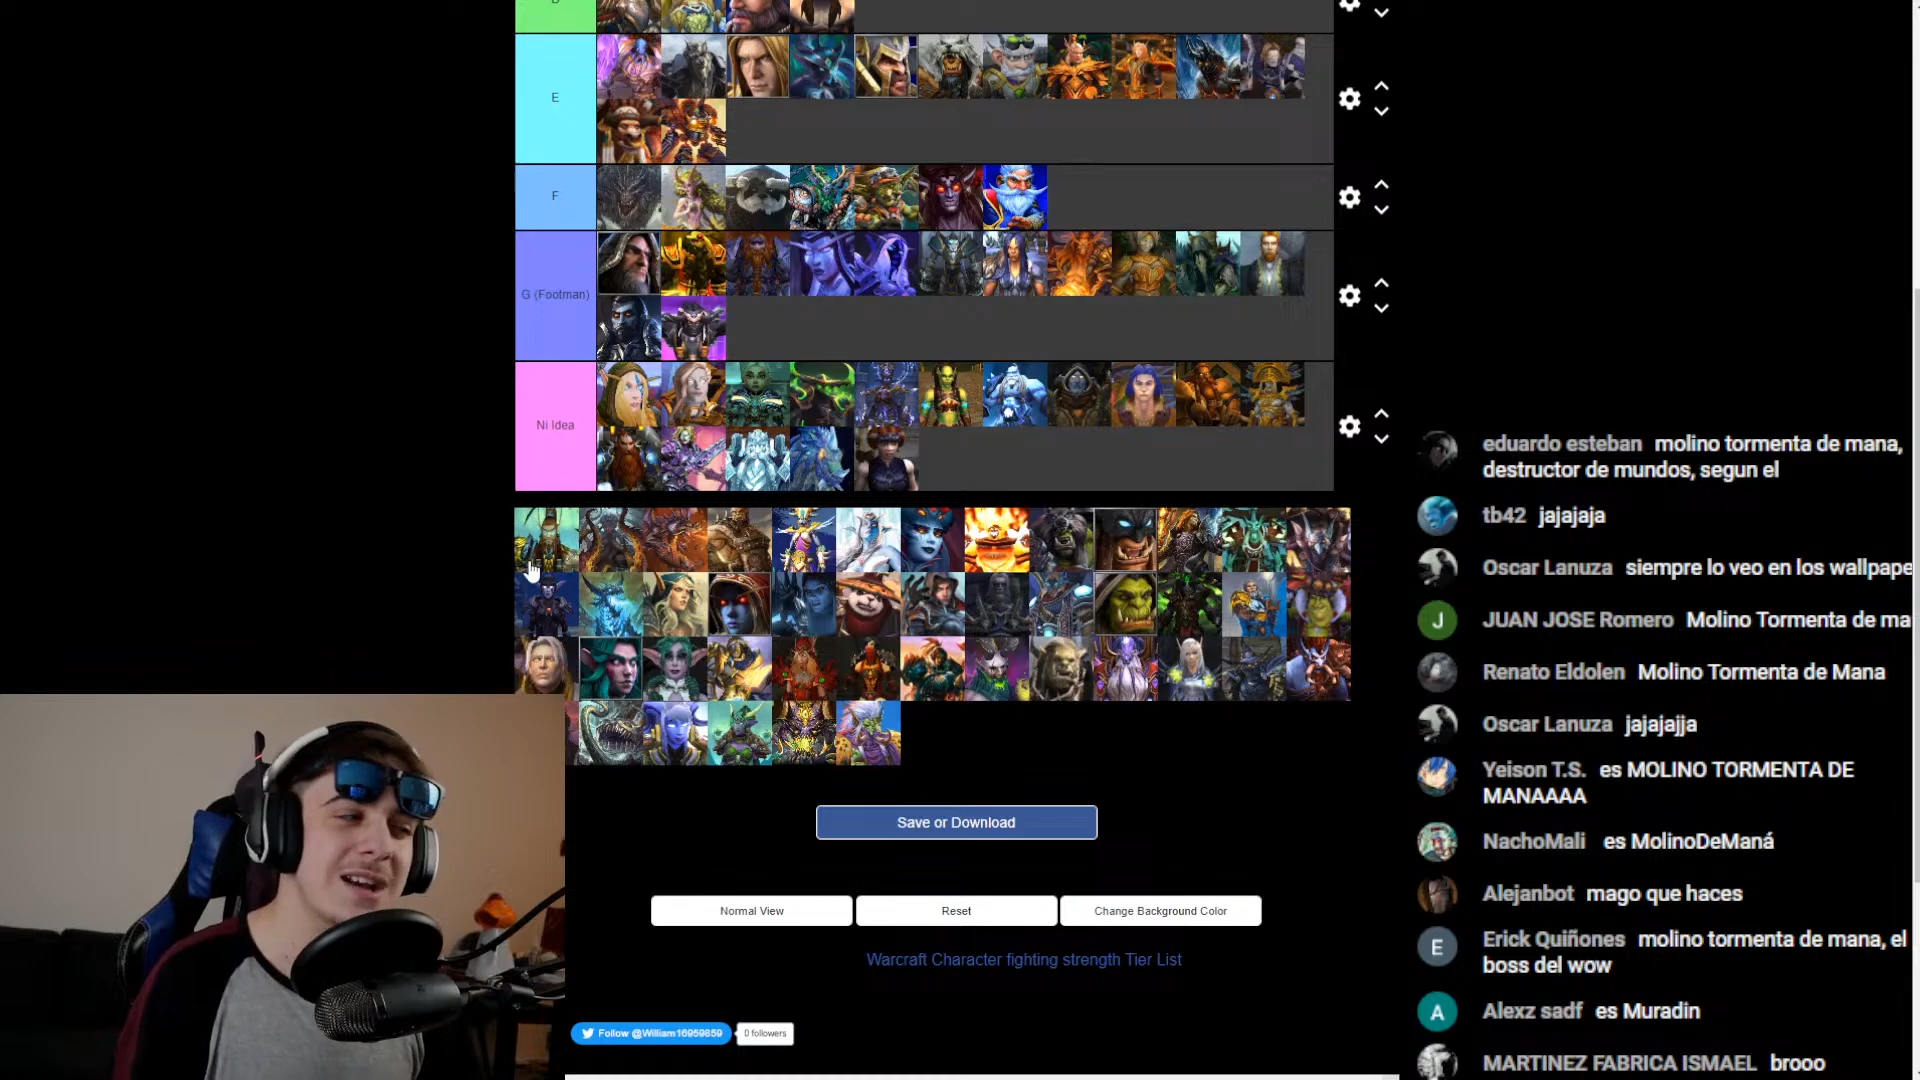 E
F
G (Footman)
Ni Idea
Save or Download
Normal View
Reset
Change Background Color
Warcraft Character fighting strength Tier List
Follow @William16959859
0 followers
eduardo esteban molino tormenta de mana,
destructor de mundos, segun el
tb42 jajajaja
Oscar Lanuza siempre lo veo en los wallpape
J
JUAN JOSE Romero Molino Tormenta de ma
Renato Eldolen Molino Tormenta de Mana
Oscar Lanuza jajajajja
Yeison T.S. es MOLINO TORMENTA DE
MANAAAA
NachoMali es MolinoDeManá
Alejanbot mago que haces
E
Erick Quiñones molino tormenta de mana, el
boss del wow
A
Alexz sadf es Muradin
MARTINEZ FABRICA ISMAEL brooo